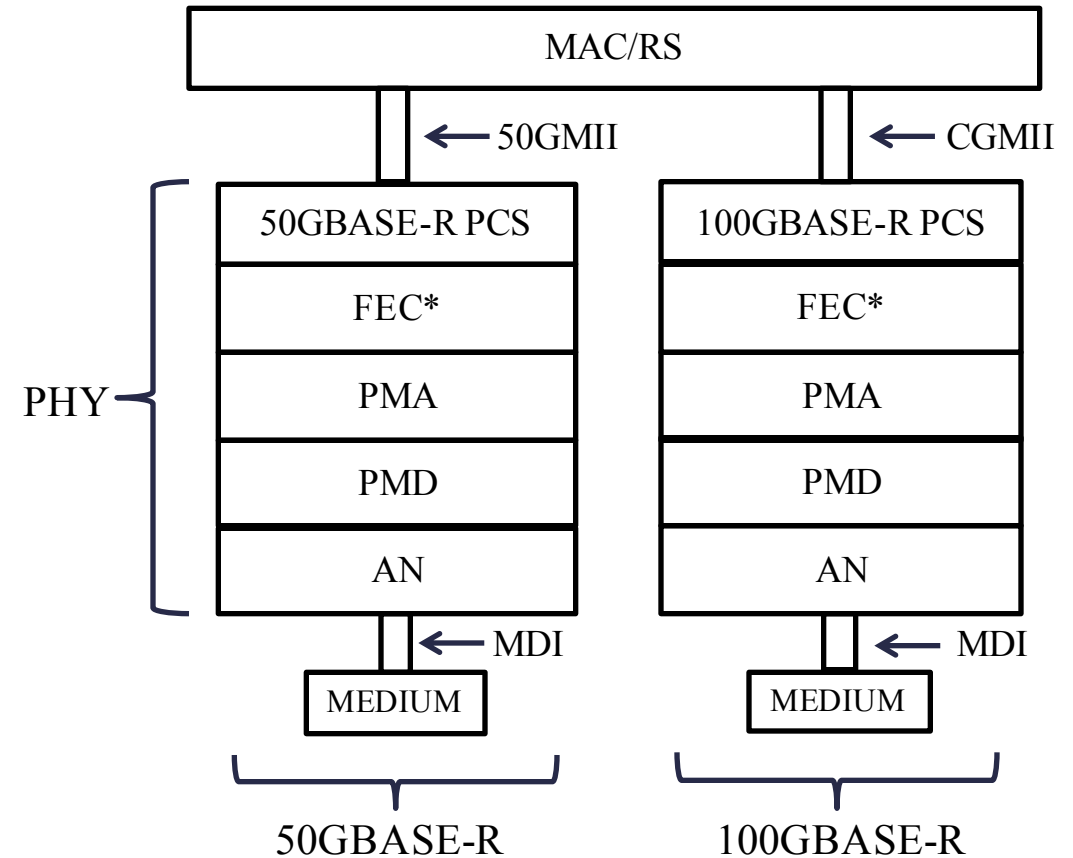 MAC/RS
50GMII
CGMII
50GBASE-R PCS
100GBASE-R PCS
FEC*
FEC*
PMA
PMA
PHY
PMD
PMD
AN
AN
MDI
MDI
MEDIUM
MEDIUM
50GBASE-R
100GBASE-R